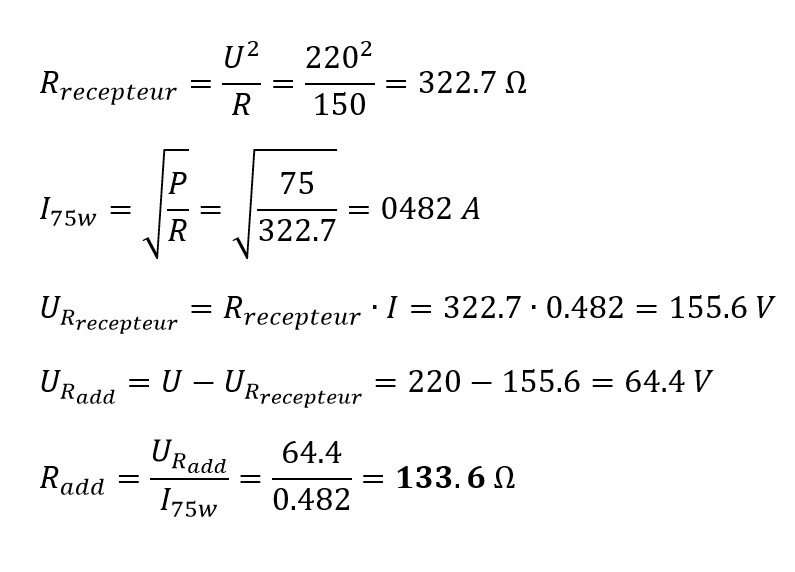 R_recepteur = U²/R = 220²/150 = 322.7 Ω
I_75w = √(P/R) = √(75/322.7) = 0482 A
U_R_recepteur = R_recepteur · I = 322.7 · 0.482 = 155.6 V
U_R_add = U − U_R_recepteur = 220 − 155.6 = 64.4 V
R_add = U_R_add/I_75w = 64.4/0.482 = 133.6 Ω